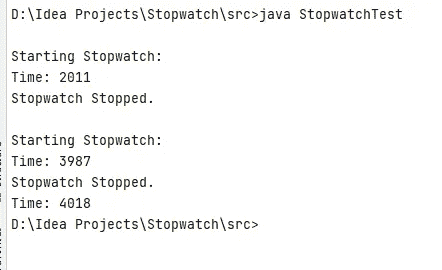 D:\Idea Projects\Stopwatch\src>java StopwatchTest
Starting Stopwatch:
Time: 2011
Stopwatch Stopped.
Starting Stopwatch:
Time: 3987
Stopwatch Stopped.
Time: 4018
D:\Idea Projects\Stopwatch\src>